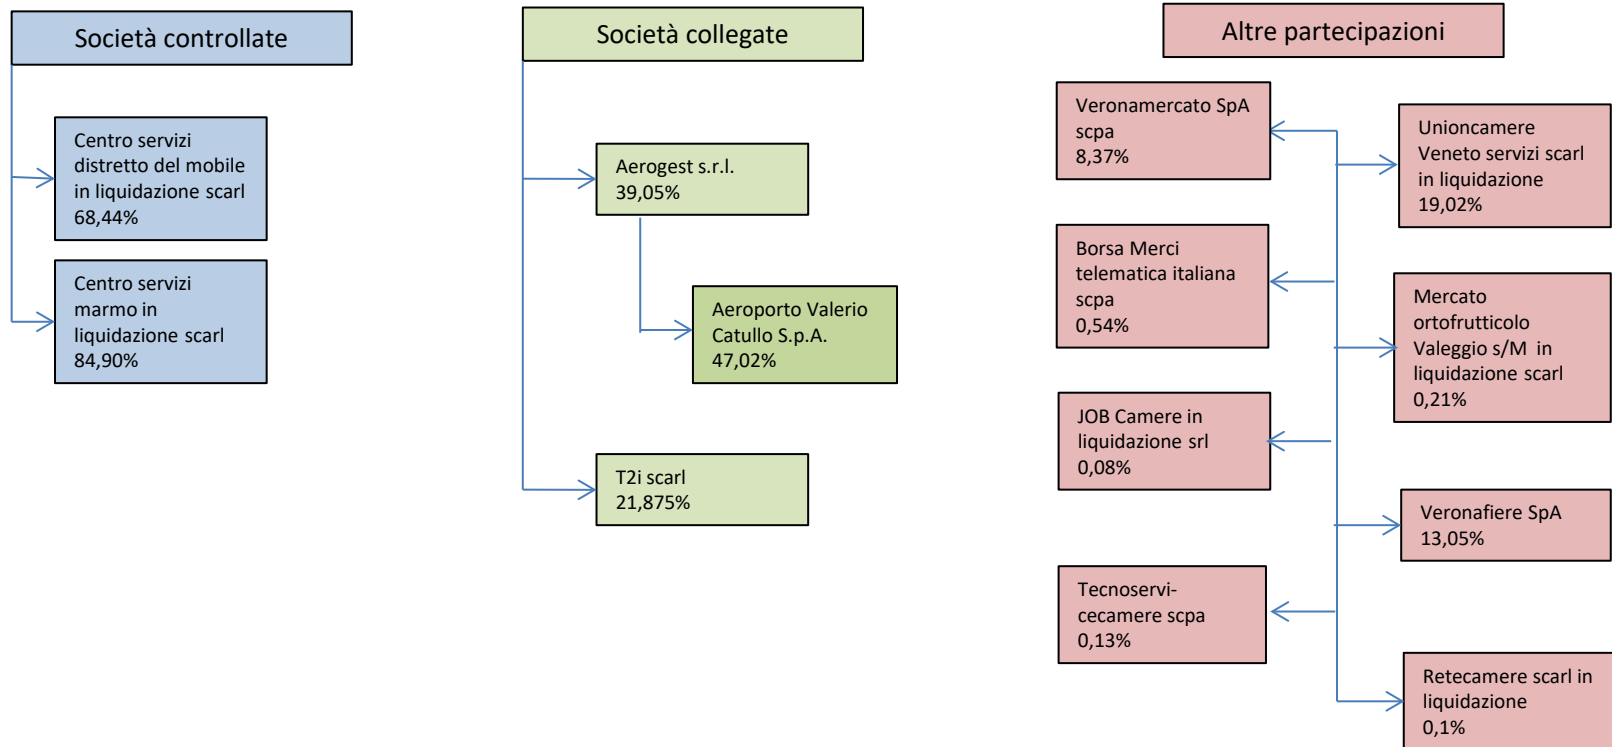 Società controllate
Centro servizi
distretto del mobile
in liquidazione scarl
68,44%
Centro servizi
marmo in
liquidazione scarl
84,90%
Società collegate
Aerogest s.r.l.
39,05%
Aeroporto Valerio
Catullo S.p.A.
47,02%
T2i scarl
21,875%
Altre partecipazioni
Veronamercato SpA
scpa
8,37%
Unioncamere
Veneto servizi scarl
in liquidazione
19,02%
Borsa Merci
telematica italiana
scpa
0,54%
Mercato
ortofrutticolo
Valeggio s/M in
liquidazione scarl
0,21%
JOB Camere in
liquidazione srl
0,08%
Veronafiere SpA
13,05%
Tecnoservi-
cecamere scpa
0,13%
Retecamere scarl in
liquidazione
0,1%